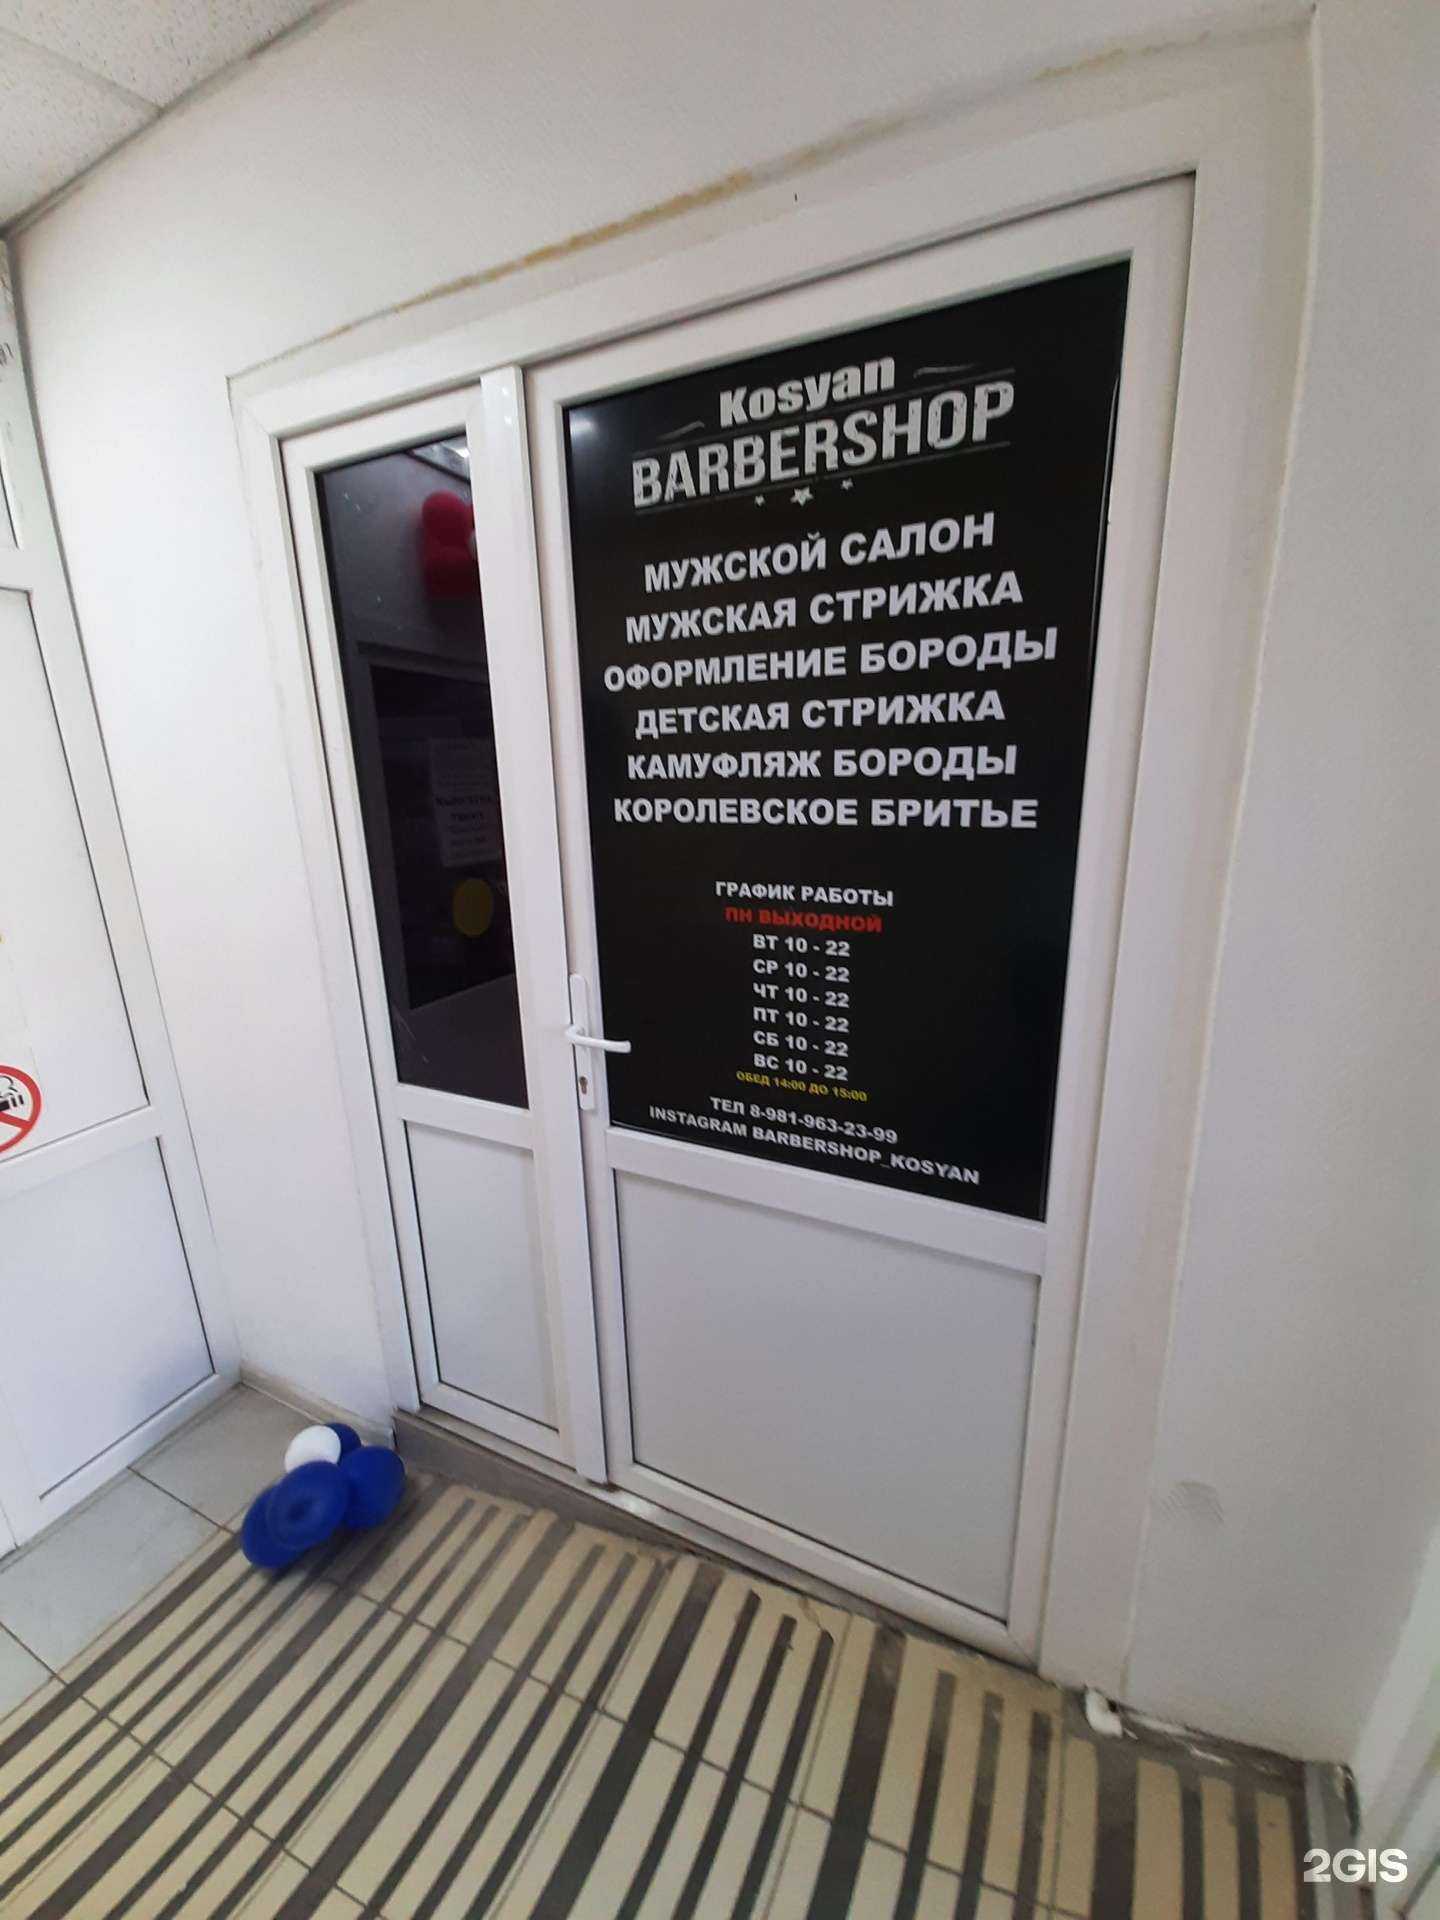 Kosyan
BARBERSHOP
МУЖСКОЙ САЛОН
МУЖСКАЯ СТРИЖКА
ОФОРМЛЕНИЕ БОРОДЫ
ДЕТСКАЯ СТРИЖКА
КАМУФЛЯЖ БОРОДЫ
КОРОЛЕВСКОЕ БРИТЬЕ
ГРАФИК РАБОТЫ
ПН ВЫХОДНОЙ
ВТ 10 - 22
СР 10 - 22
ЧТ 10 - 22
ПТ 10 - 22
СБ 10 - 22
ВС 10 - 22
ОБЕД 14:00 ДО 15:00
ТЕЛ 8-981-963-23-99
INSTAGRAM BARBERSHOP_KOSYAN
2GIS